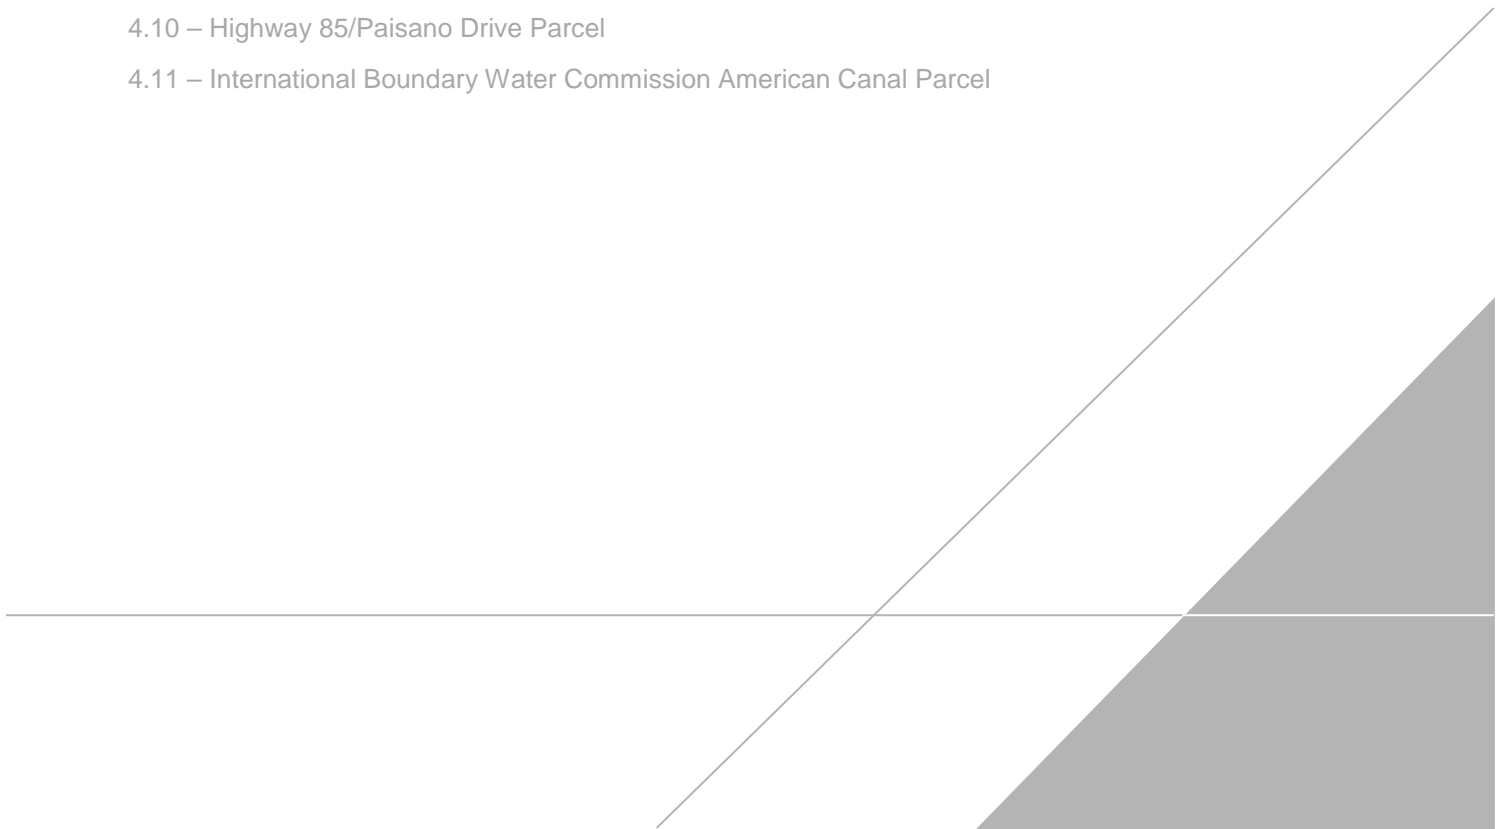 4.10 – Highway 85/Paisano Drive Parcel
4.11 – International Boundary Water Commission American Canal Parcel